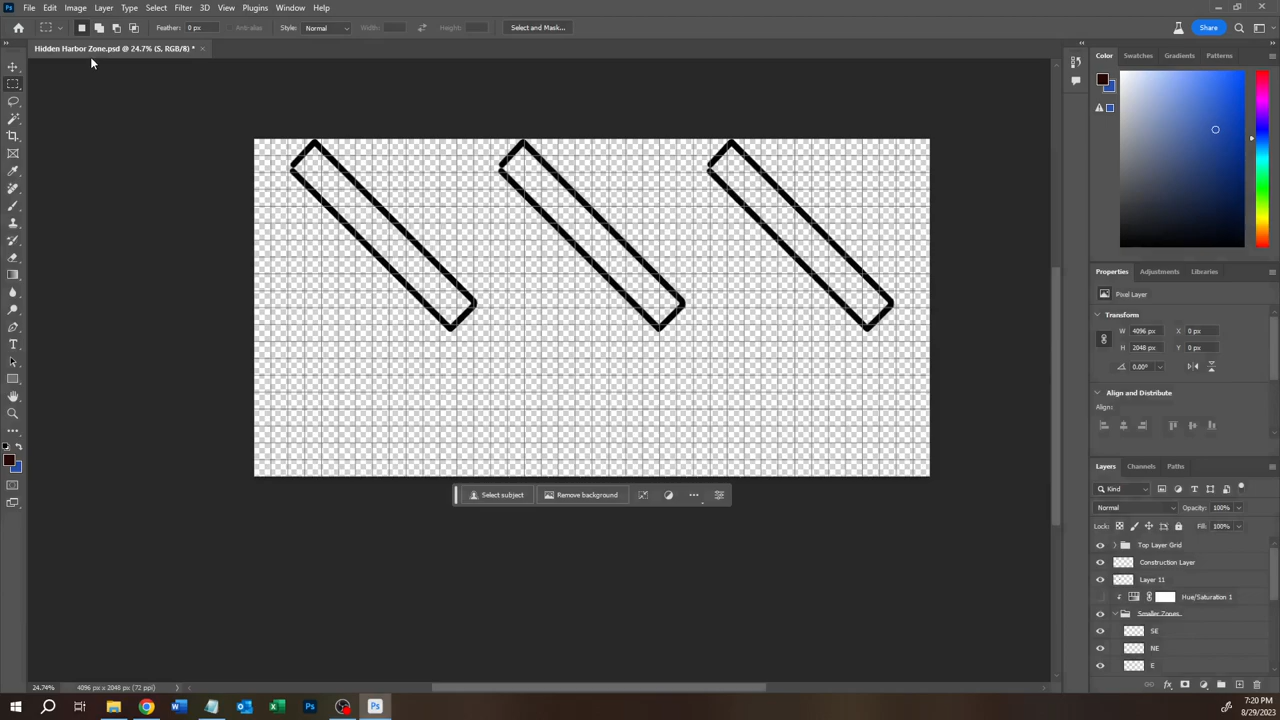 File Edit Image Layer Type Select Filter 3D View Plugins Window Help
Feather: 0 px Anti-alias Style: Normal Width: Height: Select and Mask... Share
Hidden Harbor Zone.psd @ 24.7% (S, RGB/8) * ×
Color Swatches Gradients Patterns
Properties Adjustments Libraries
Pixel Layer
Transform
W 4096 px X 0 px
H 2048 px Y 0 px
0.00°
Align and Distribute
Align:
Layers Channels Paths
Kind
Normal Opacity: 100%
Lock: Fill: 100%
Top Layer Grid
Construction Layer
Layer 11
Hue/Saturation 1
Smaller Zones
SE
NE
E
Select subject Remove background
24.74% 4096 px x 2048 px (72 ppi)
7:20 PM
8/29/2023